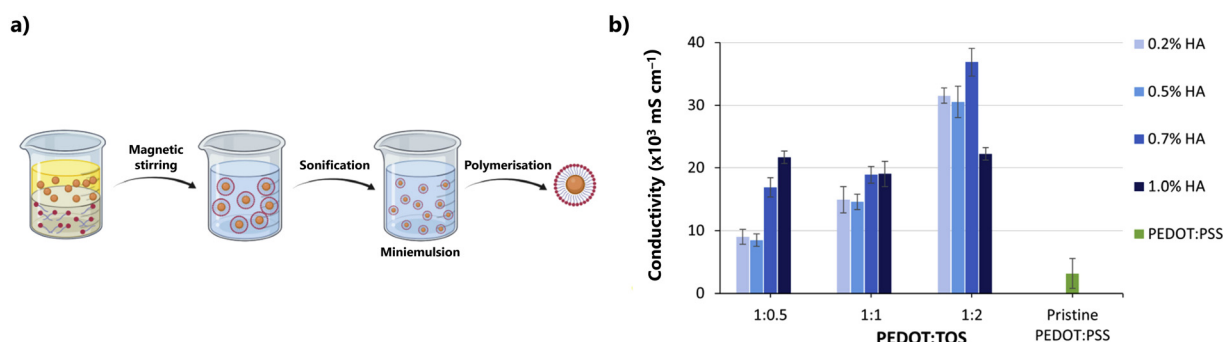 a)
Magnetic
stirring
Sonification
Polymerisation
Miniemulsion
b)
Conductivity (x10³ mS cm⁻¹)
40
30
20
10
0
1:0.5
1:1
1:2
Pristine
PEDOT:PSS
PEDOT:TOS
0.2% HA
0.5% HA
0.7% HA
1.0% HA
PEDOT:PSS